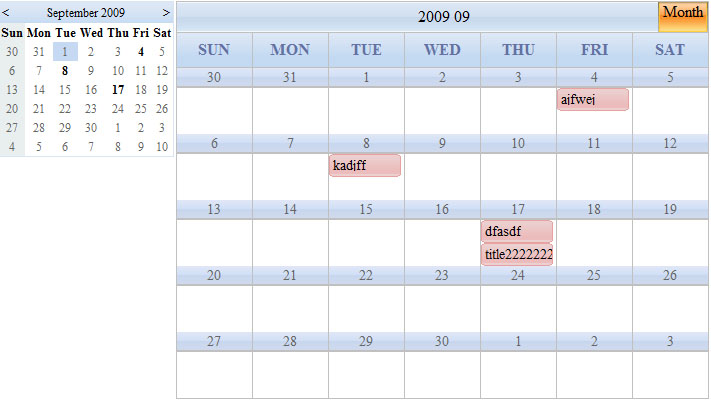 < September 2009 >
Sun Mon Tue Wed Thu Fri Sat
30 31 1 2 3 4 5
6 7 8 9 10 11 12
13 14 15 16 17 18 19
20 21 22 23 24 25 26
27 28 29 30 1 2 3
4 5 6 7 8 9 10
2009 09 Month
SUN MON TUE WED THU FRI SAT
30 31 1 2 3 4 5
ajfwej
6 7 8 9 10 11 12
kadjff
13 14 15 16 17 18 19
dfasdf
title2222222
20 21 22 23 24 25 26
27 28 29 30 1 2 3